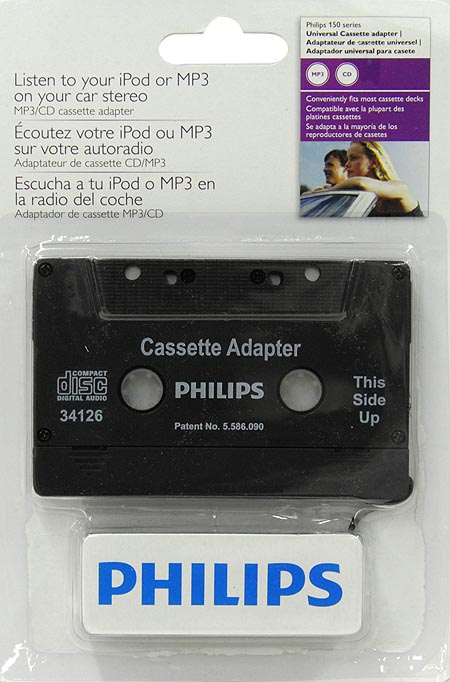 Philips 150 series
Universal Cassette adapter |
Adaptateur de cassette universel |
Adaptador universal para casete
MP3
CD
Conveniently fits most cassette decks
Compatible avec la plupart des
platines cassettes
Se adapta a la mayoría de los
reproductores de casetes
Listen to your iPod or MP3
on your car stereo
MP3/CD cassette adapter
Écoutez votre iPod ou MP3
sur votre autoradio
Adaptateur de cassette CD/MP3
Escucha a tu iPod o MP3 en
la radio del coche
Adaptador de cassette MP3/CD
Cassette Adapter
COMPACT
disc
DIGITAL AUDIO
34126
PHILIPS
Patent No. 5.586.090
This
Side
Up
PHILIPS